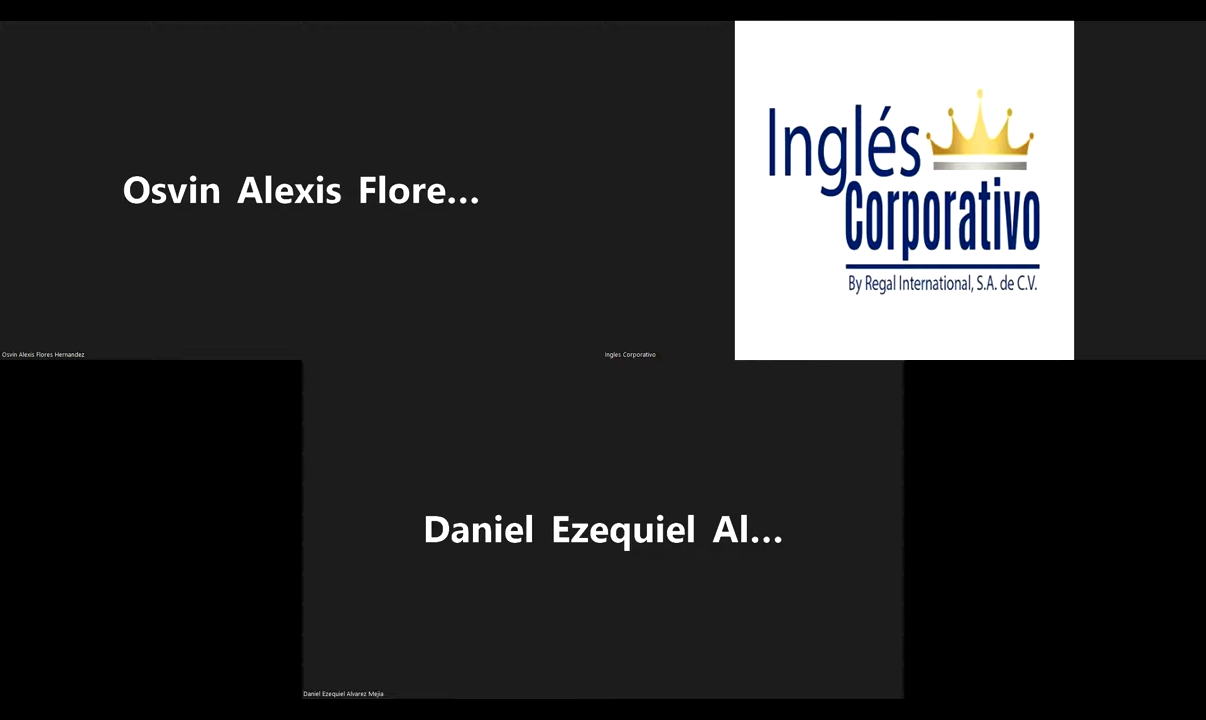 Osvin Alexis Flore...
Inglés
Corporativo
By Regal International, S.A. de C.V.
Osvin Alexis Flores Hernandez
Ingles Corporativo
Daniel Ezequiel Al...
Daniel Ezequiel Alvarez Mejia